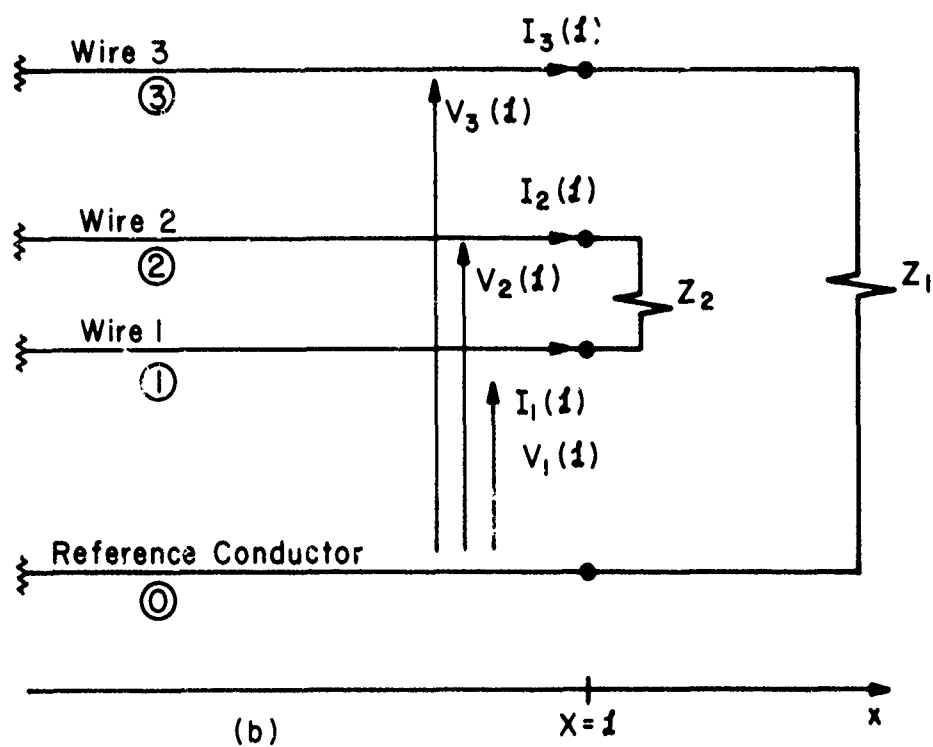 I₃(ℓ)
Wire 3
③
V₃(ℓ)
I₂(ℓ)
Wire 2
②
V₂(ℓ)
Z₂
Z₁
Wire 1
①
I₁(ℓ)
V₁(ℓ)
Reference Conductor
⓪
X=ℓ
x
(b)